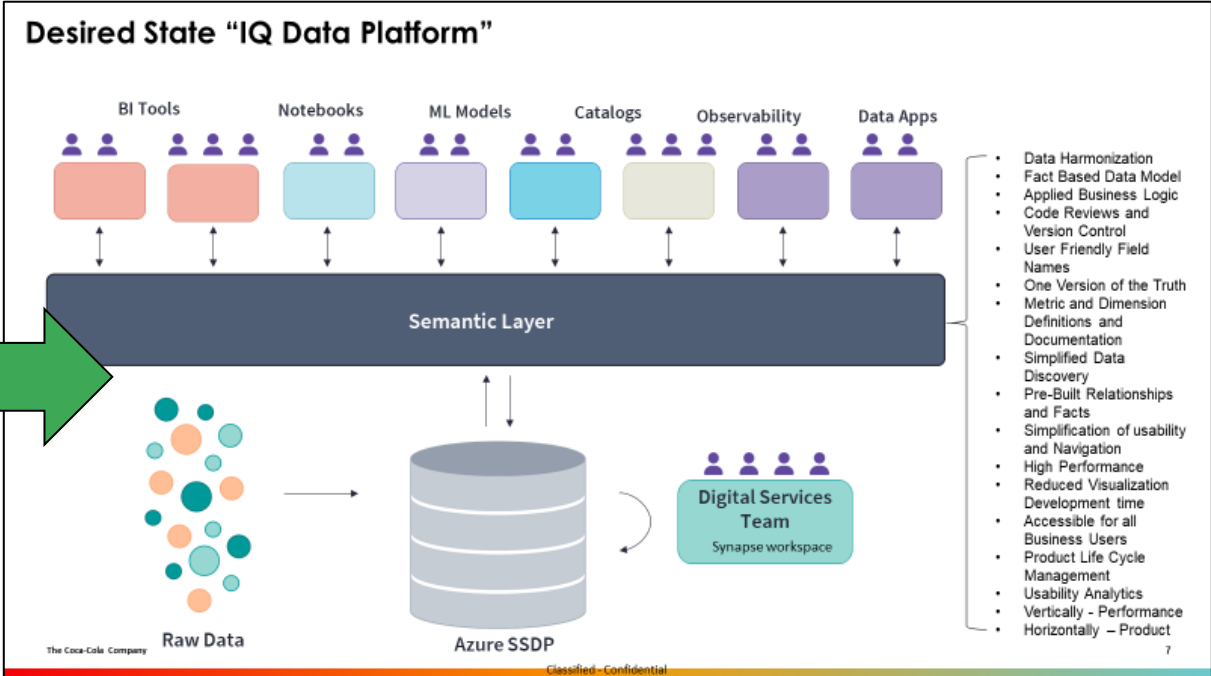 Desired State “IQ Data Platform”
BI Tools
Notebooks
ML Models
Catalogs
Observability
Data Apps
Semantic Layer
• Data Harmonization
• Fact Based Data Model
• Applied Business Logic
• Code Reviews and
Version Control
• User Friendly Field
Names
• One Version of the Truth
• Metric and Dimension
Definitions and
Documentation
• Simplified Data
Discovery
• Pre-Built Relationships
and Facts
• Simplification of usability
and Navigation
• High Performance
• Reduced Visualization
Development time
• Accessible for all
Business Users
• Product Life Cycle
Management
• Usability Analytics
• Vertically - Performance
• Horizontally – Product
Digital Services
Team
Synapse workspace
Raw Data
Azure SSDP
The Coca-Cola Company
7
Classified - Confidential